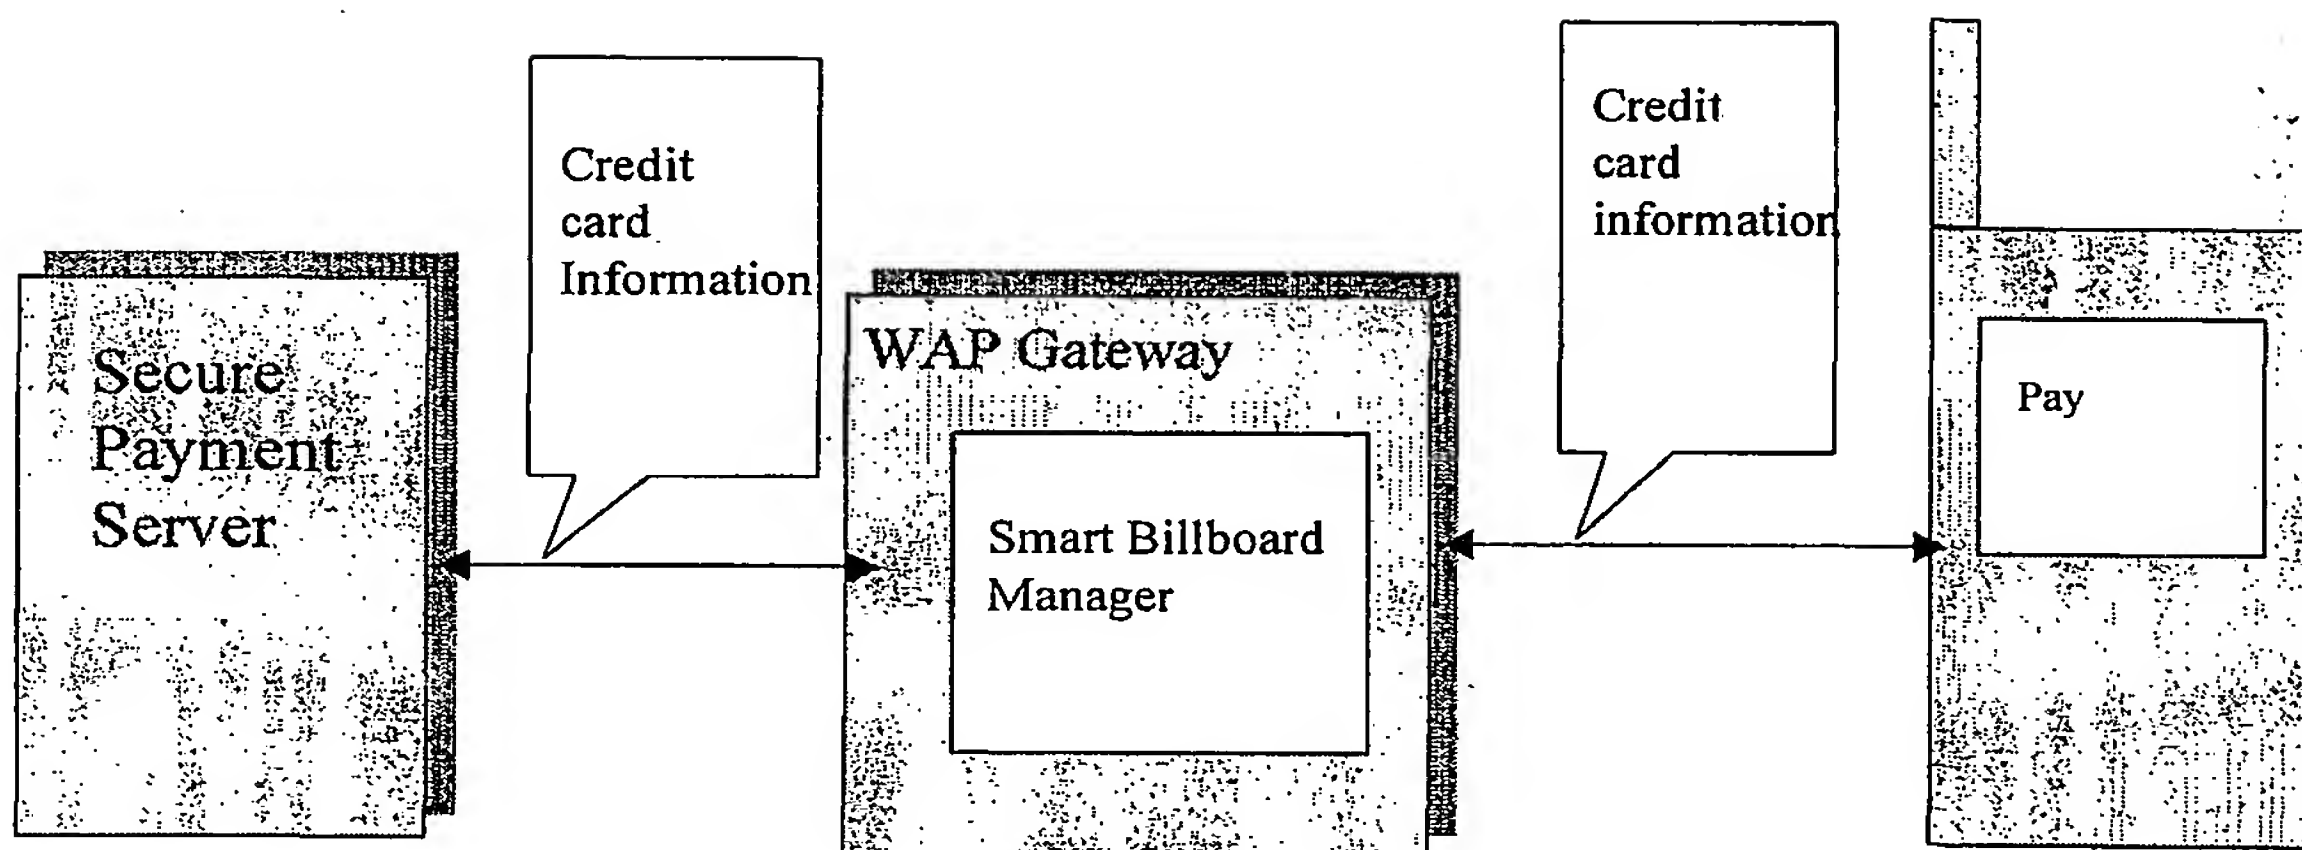 Secure
Payment
Server
Credit
card
Information
WAP Gateway
Smart Billboard
Manager
Credit
card
information
Pay